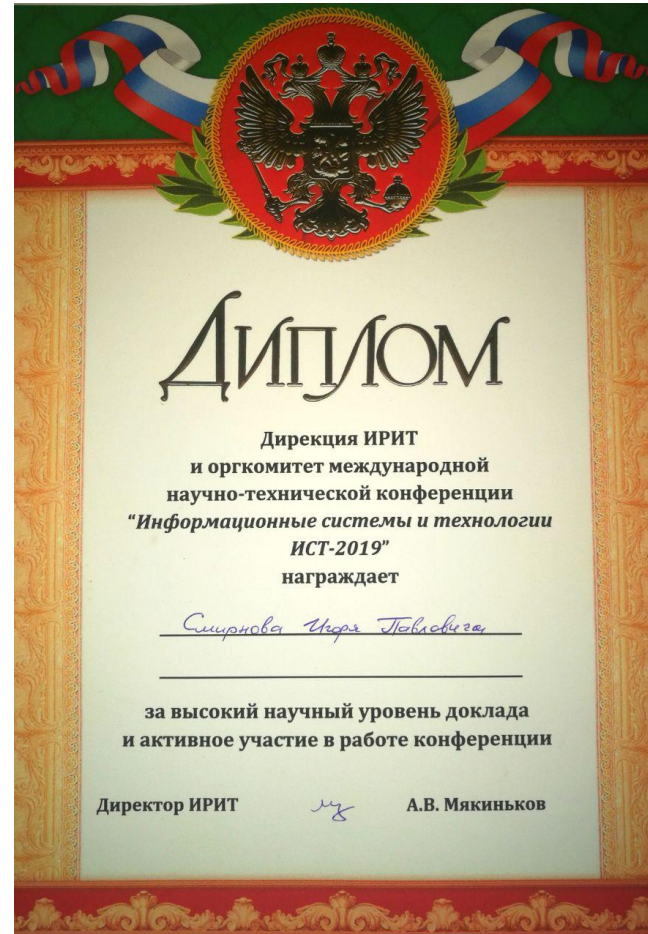 Диплом
Дирекция ИРИТ
и оргкомитет международной
научно-технической конференции
“Информационные системы и технологии
ИСТ-2019”
награждает
Смирнова Игоря Павловича
за высокий научный уровень доклада
и активное участие в работе конференции
Директор ИРИТ А.В. Мякиньков